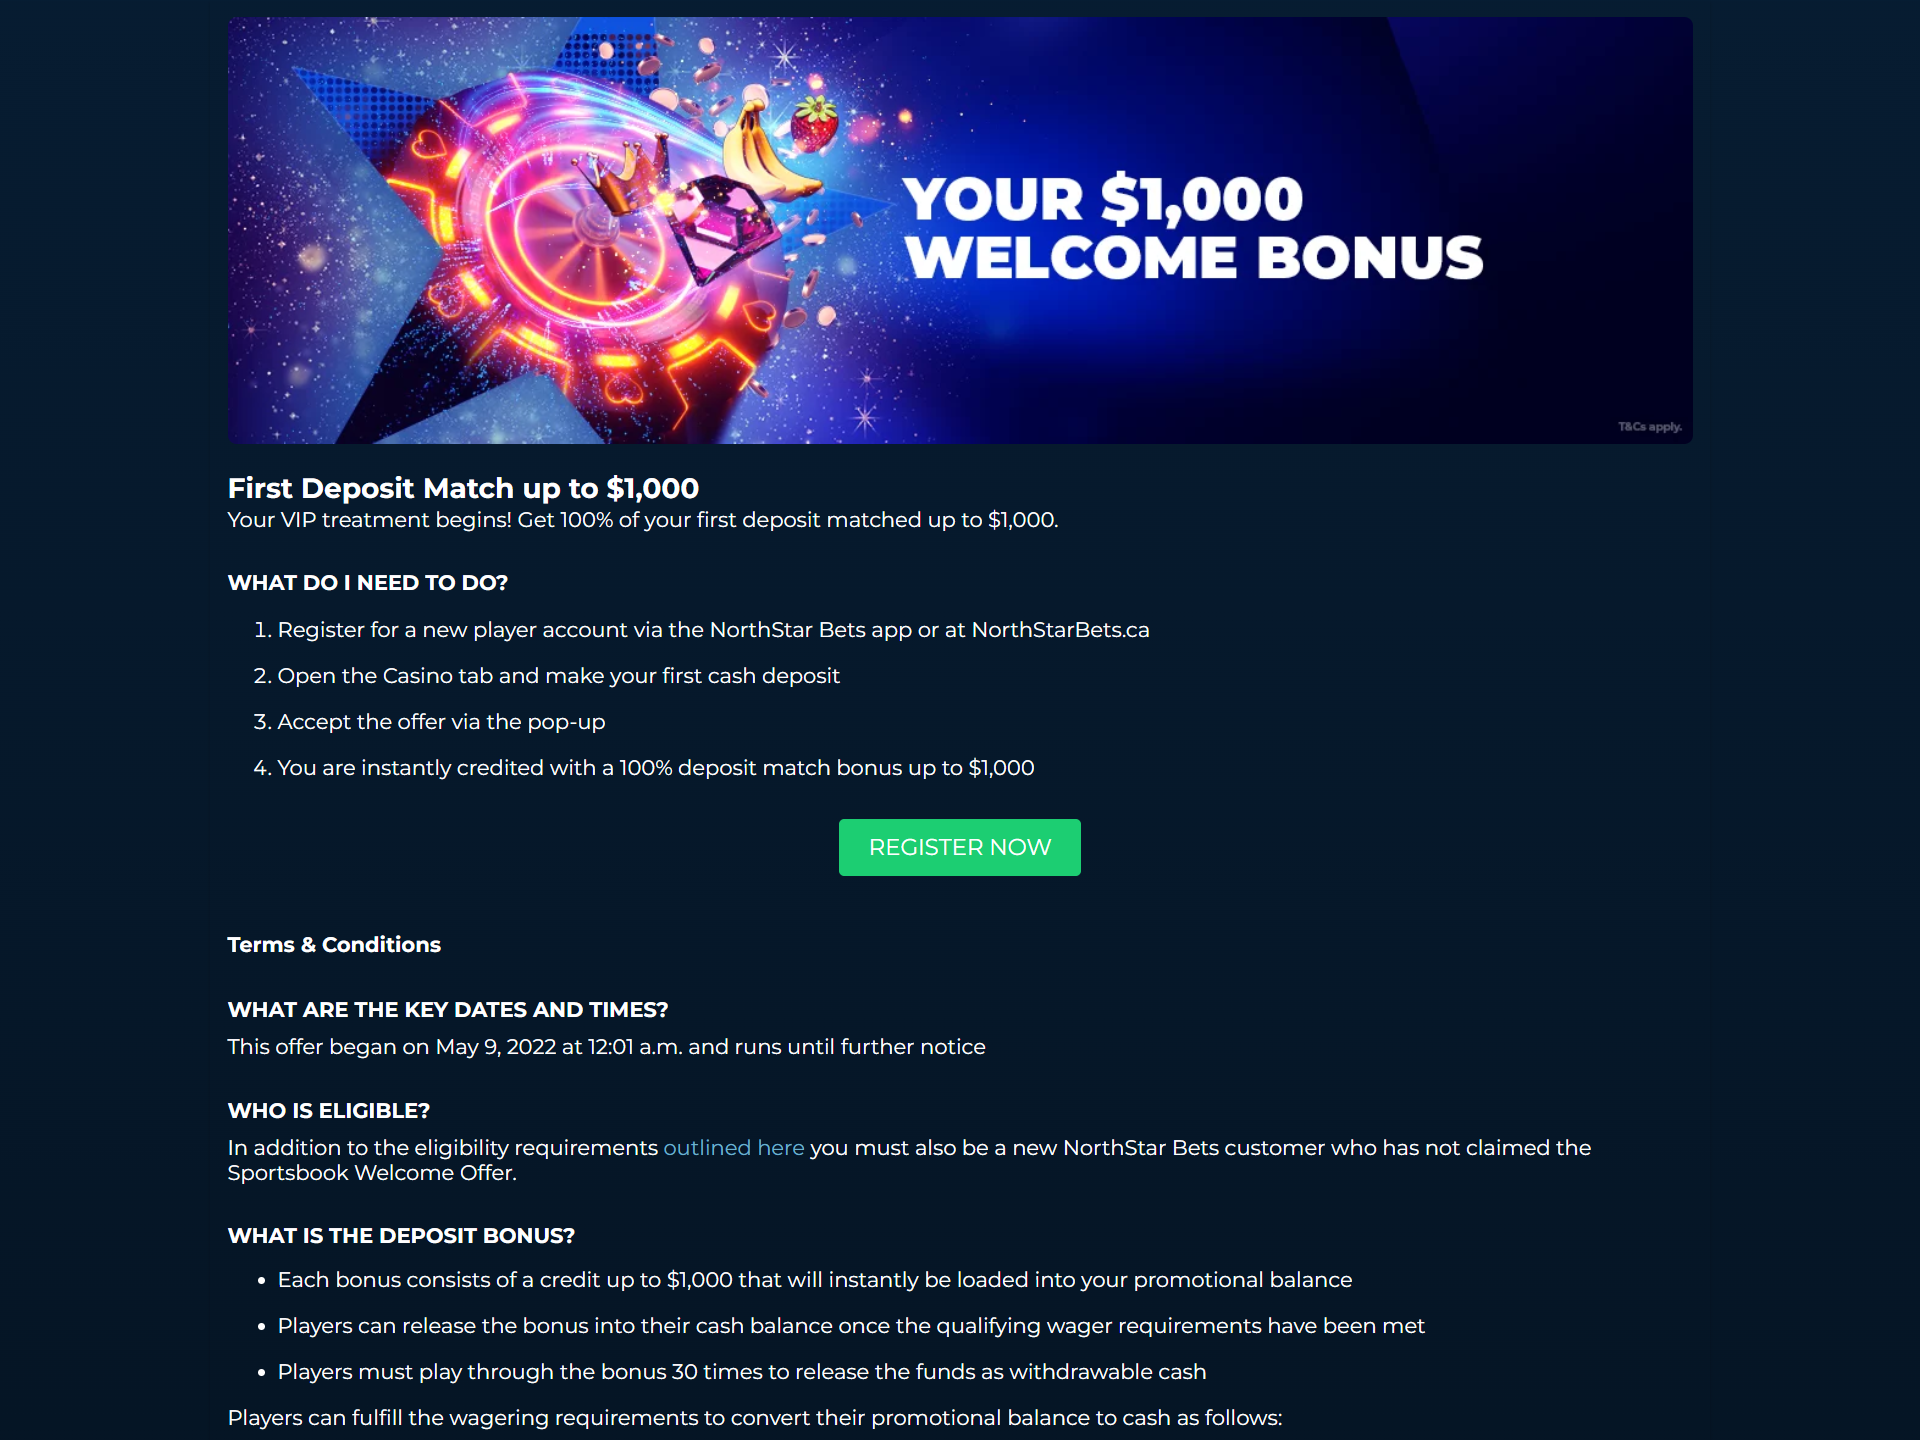 YOUR $1,000
WELCOME BONUS
T&Cs apply.
First Deposit Match up to $1,000
Your VIP treatment begins! Get 100% of your first deposit matched up to $1,000.
WHAT DO I NEED TO DO?
1. Register for a new player account via the NorthStar Bets app or at NorthStarBets.ca
2. Open the Casino tab and make your first cash deposit
3. Accept the offer via the pop-up
4. You are instantly credited with a 100% deposit match bonus up to $1,000
REGISTER NOW
Terms & Conditions
WHAT ARE THE KEY DATES AND TIMES?
This offer began on May 9, 2022 at 12:01 a.m. and runs until further notice
WHO IS ELIGIBLE?
In addition to the eligibility requirements outlined here you must also be a new NorthStar Bets customer who has not claimed the
Sportsbook Welcome Offer.
WHAT IS THE DEPOSIT BONUS?
• Each bonus consists of a credit up to $1,000 that will instantly be loaded into your promotional balance
• Players can release the bonus into their cash balance once the qualifying wager requirements have been met
• Players must play through the bonus 30 times to release the funds as withdrawable cash
Players can fulfill the wagering requirements to convert their promotional balance to cash as follows: